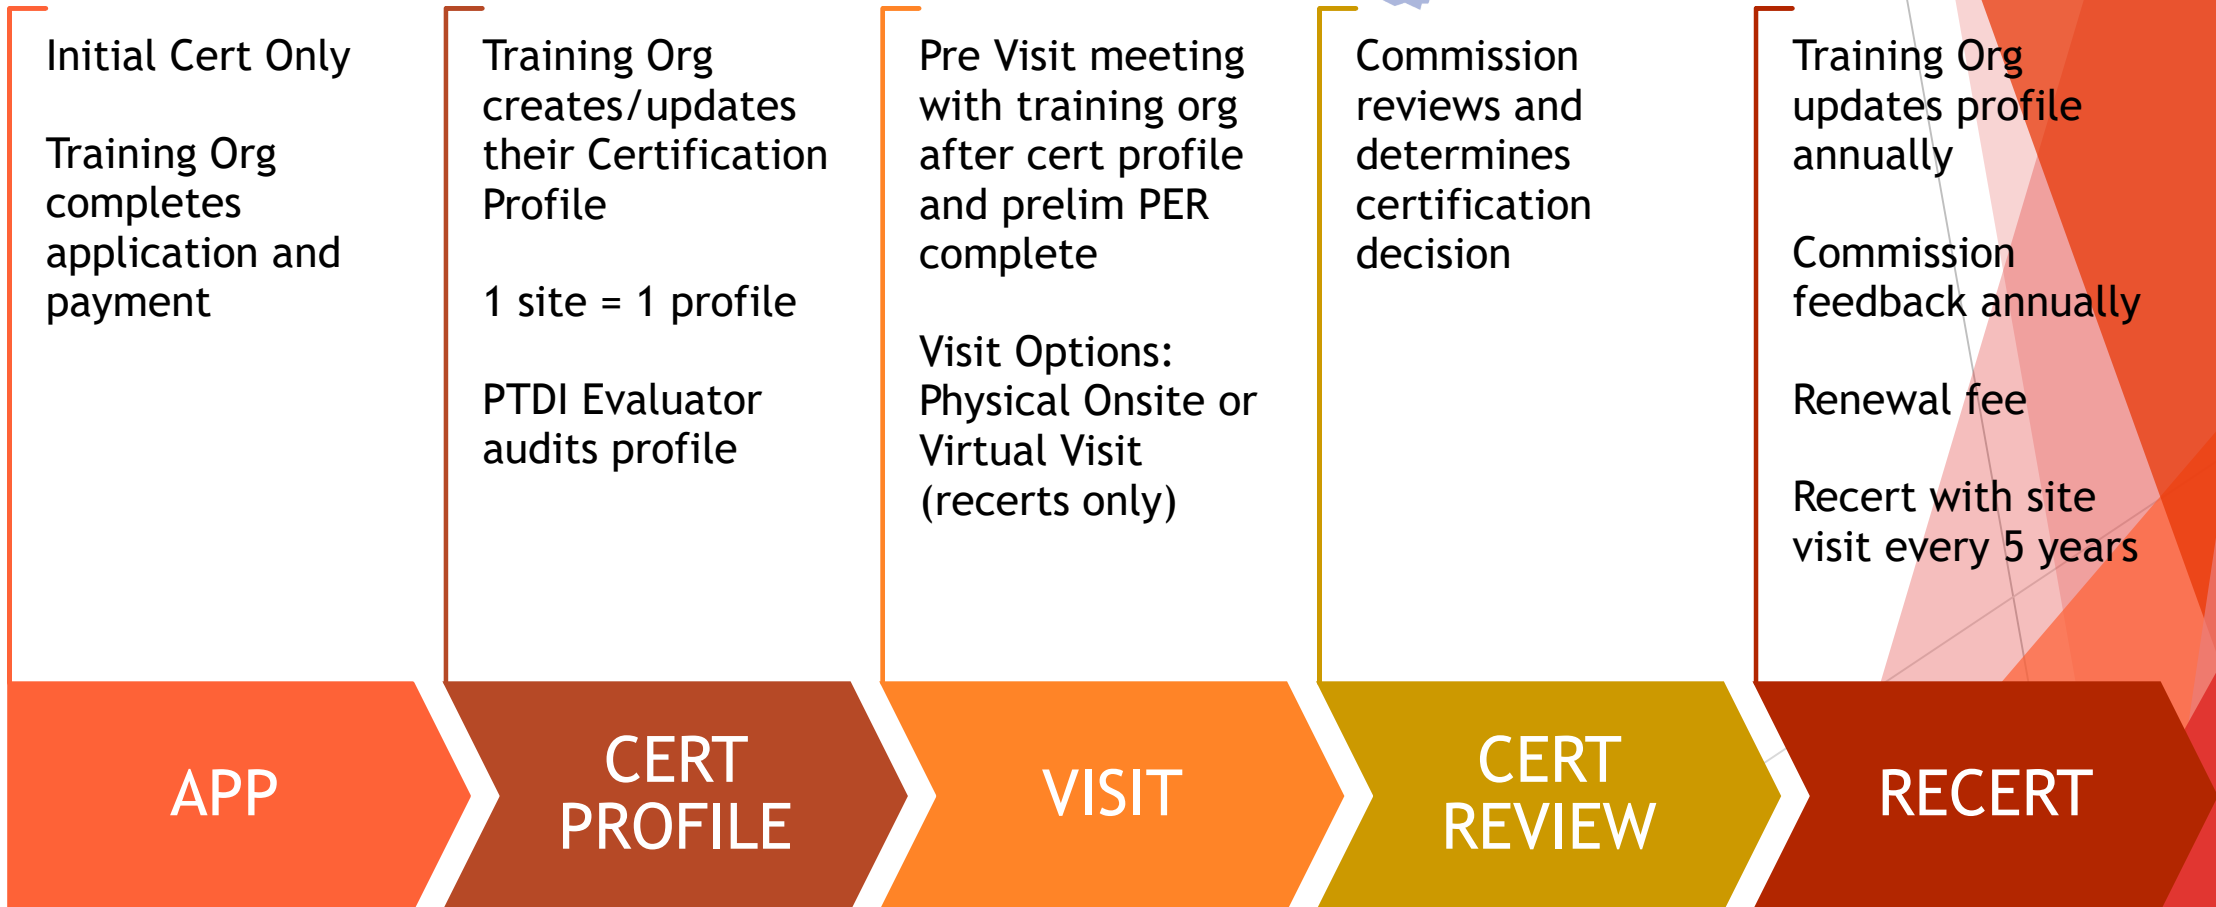 Initial Cert Only
Training Org
completes
application and
payment
Training Org
creates/updates
their Certification
Profile
1 site = 1 profile
PTDI Evaluator
audits profile
Pre Visit meeting
with training org
after cert profile
and prelim PER
complete
Visit Options:
Physical Onsite or
Virtual Visit
(recerts only)
Commission
reviews and
determines
certification
decision
Training Org
updates profile
annually
Commission
feedback annually
Renewal fee
Recert with site
visit every 5 years
APP
CERT
PROFILE
VISIT
CERT
REVIEW
RECERT